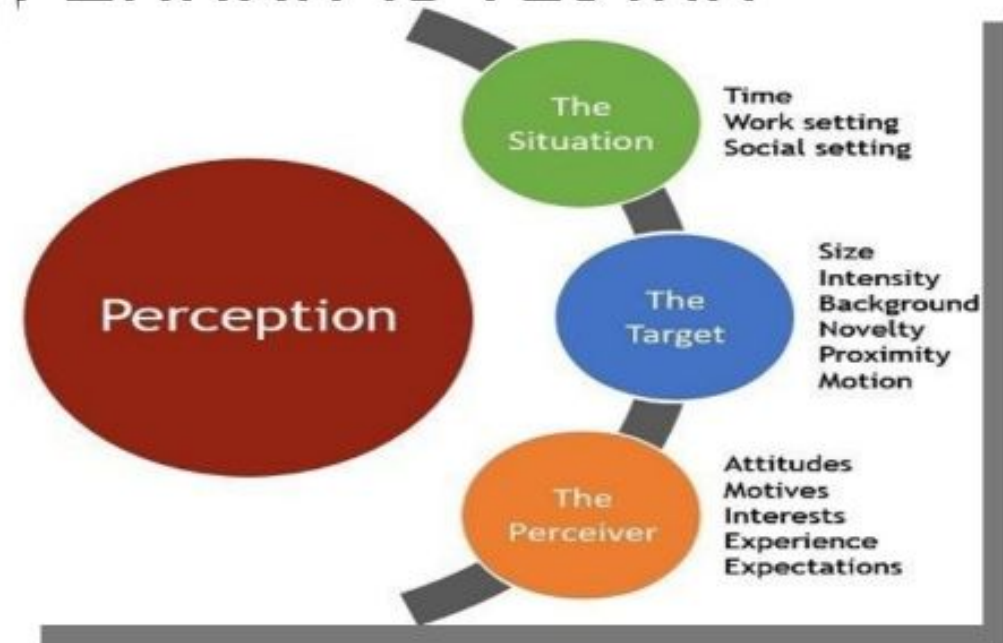 Perception
The
Situation
Time
Work setting
Social setting
The
Target
Size
Intensity
Background
Novelty
Proximity
Motion
The
Perceiver
Attitudes
Motives
Interests
Experience
Expectations